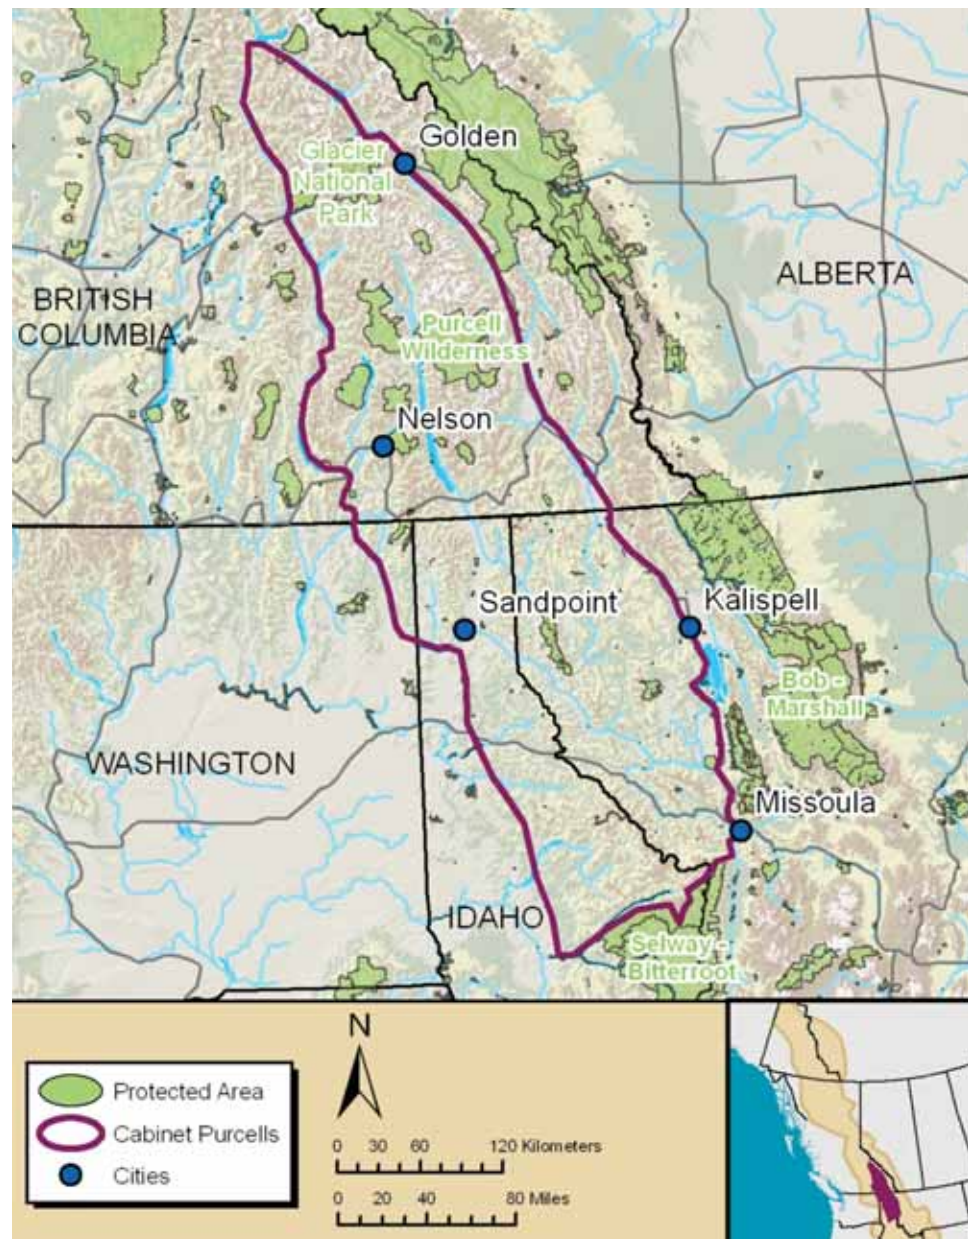 Golden
Glacier
National
Park
ALBERTA
BRITISH
COLUMBIA
Purcell
Wilderness
Nelson
Sandpoint
Kalispell
Bob -
Marshall
WASHINGTON
Missoula
IDAHO
Selway -
Bitterroot
N
Protected Area
Cabinet Purcells
Cities
0 30 60 120 Kilometers
0 20 40 80 Miles